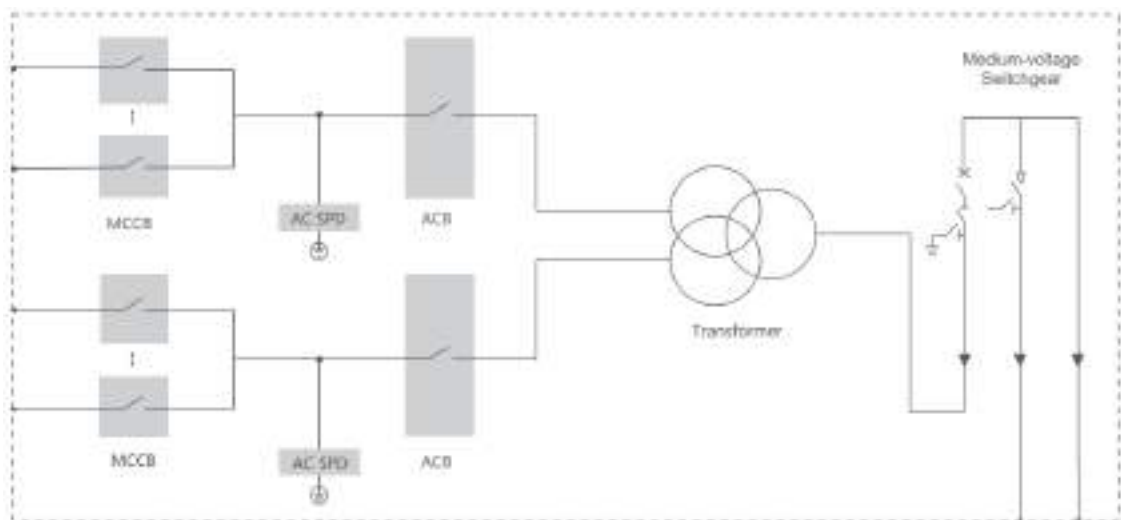 Medium-voltage
Switchgear
MCCB
AC SPD
ACB
Transformer
MCCB
AC SPD
ACB